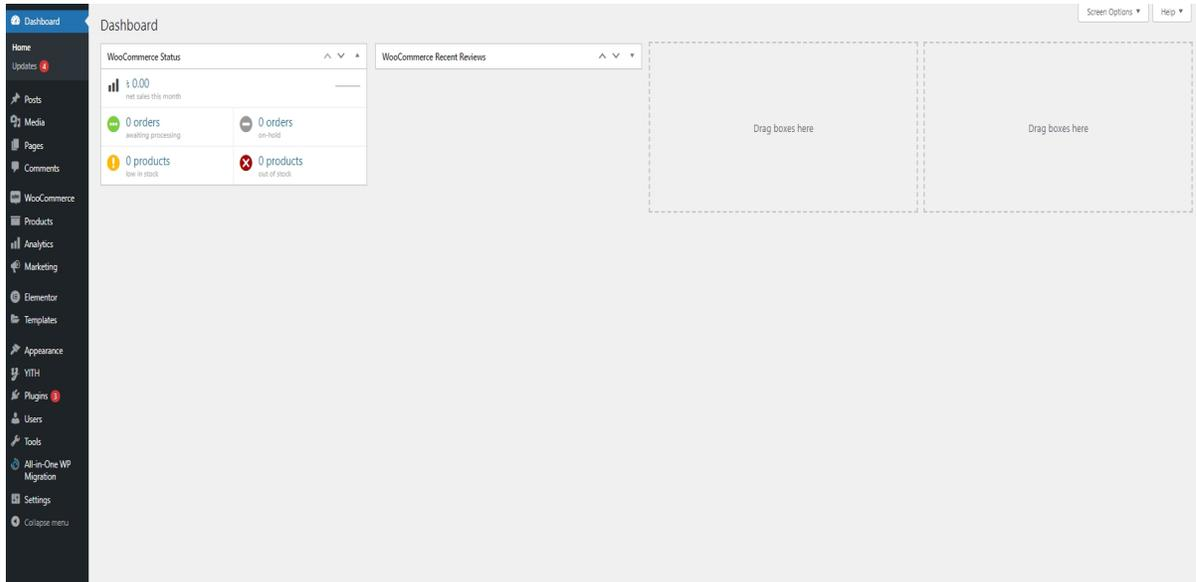 Dashboard
Home
Updates 4
Posts
Media
Pages
Comments
WooCommerce
Products
Analytics
Marketing
Elementor
Templates
Appearance
YITH
Plugins 3
Users
Tools
All-in-One WP
Migration
Settings
Collapse menu
Screen Options Help
Dashboard
WooCommerce Status
৳ 0.00
net sales this month
0 orders
awaiting processing
0 orders
on-hold
0 products
low in stock
0 products
out of stock
WooCommerce Recent Reviews
Drag boxes here
Drag boxes here